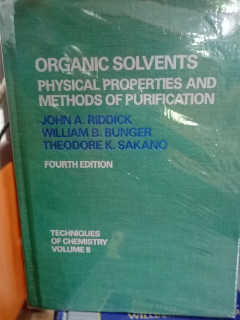 ORGANIC SOLVENTS
PHYSICAL PROPERTIES AND
METHODS OF PURIFICATION
JOHN A. RIDDICK
WILLIAM B. BUNGER
THEODORE K. SAKANO
FOURTH EDITION
TECHNIQUES
OF CHEMISTRY
VOLUME II